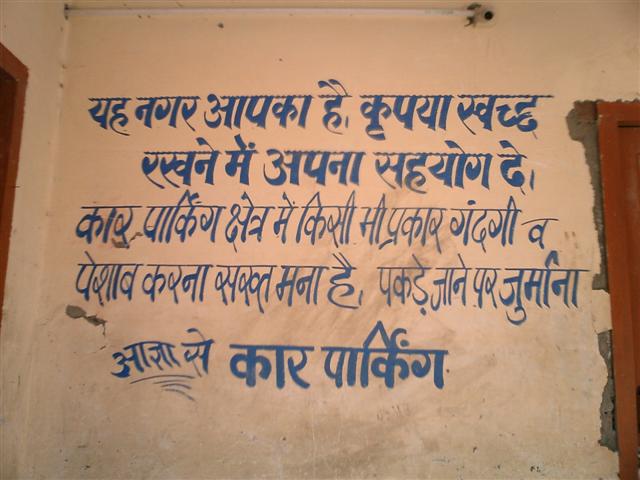 यह नगर आपका है, कृपया स्वच्छ
रखने में अपना सहयोग दे।
कार पार्किंग क्षेत्र में किसी भी प्रकार गंदगी व
पेशाब करना सख्त मना है, पकड़े जाने पर जुर्माना
आज्ञा से कार पार्किंग